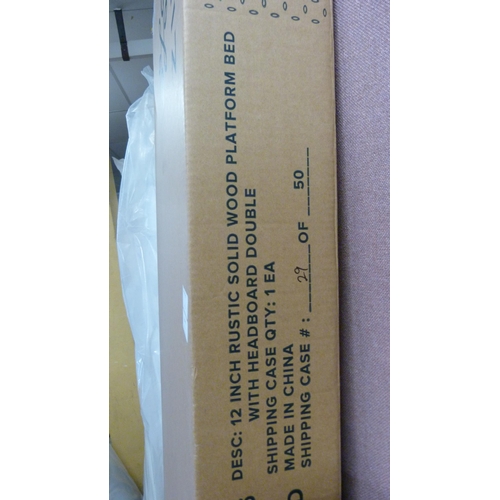 DESC: 12 INCH RUSTIC SOLID WOOD PLATFORM BED
WITH HEADBOARD DOUBLE
SHIPPING CASE QTY: 1 EA
MADE IN CHINA
SHIPPING CASE #: 29 OF 50